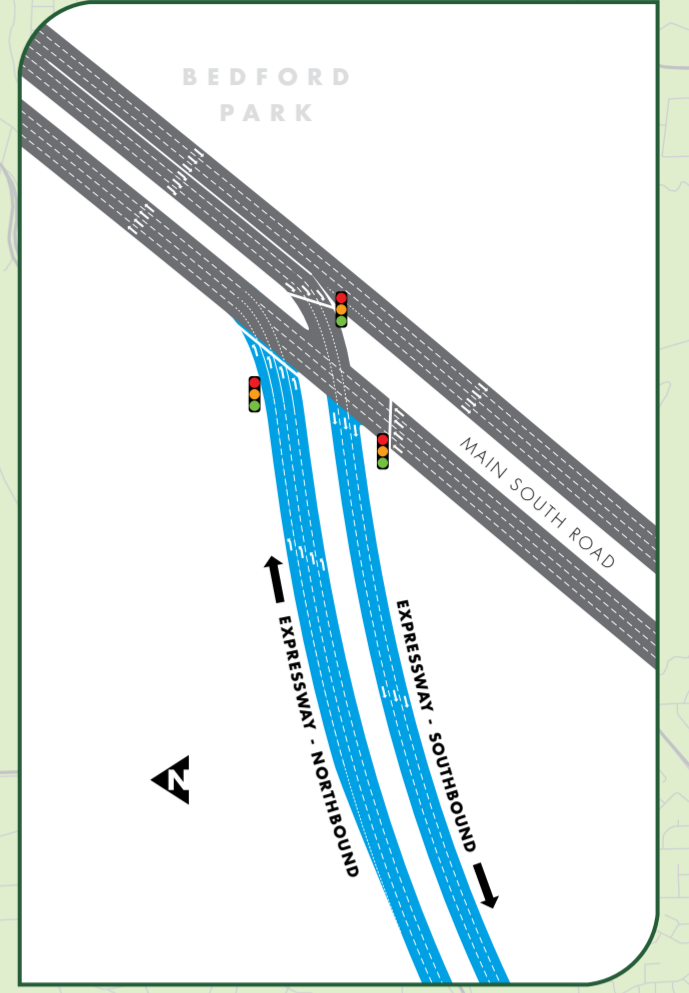 BEDFORD
PARK
MAIN SOUTH ROAD
EXPRESSWAY - NORTHBOUND
EXPRESSWAY - SOUTHBOUND
N